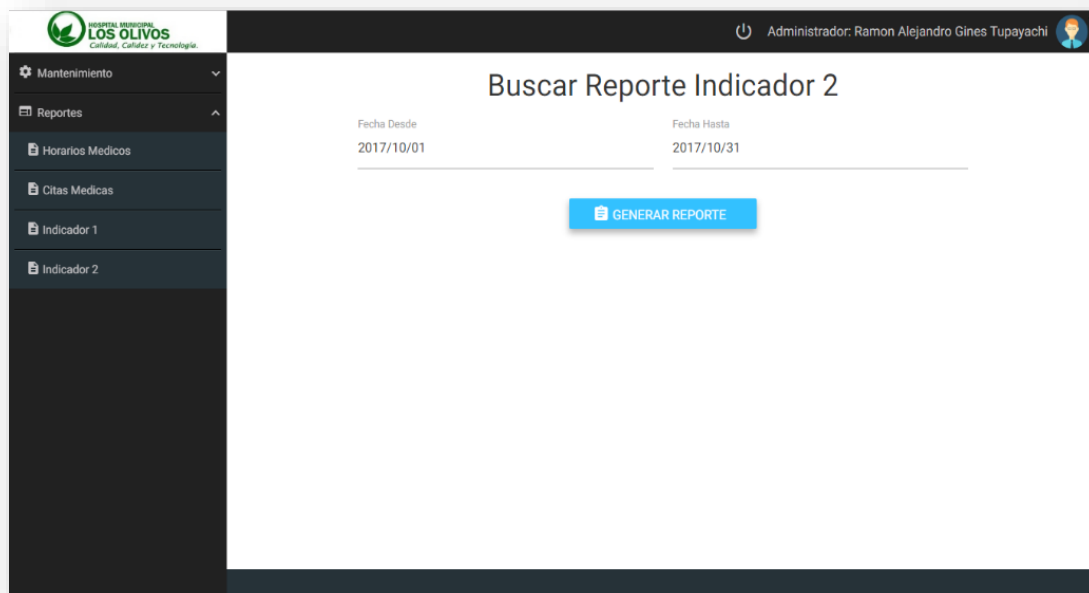 HOSPITAL MUNICIPAL
LOS OLIVOS
Calidad, Calidez y Tecnología.
Administrador: Ramon Alejandro Gines Tupayachi
Mantenimiento
Reportes
Horarios Medicos
Citas Medicas
Indicador 1
Indicador 2
Buscar Reporte Indicador 2
Fecha Desde
2017/10/01
Fecha Hasta
2017/10/31
GENERAR REPORTE